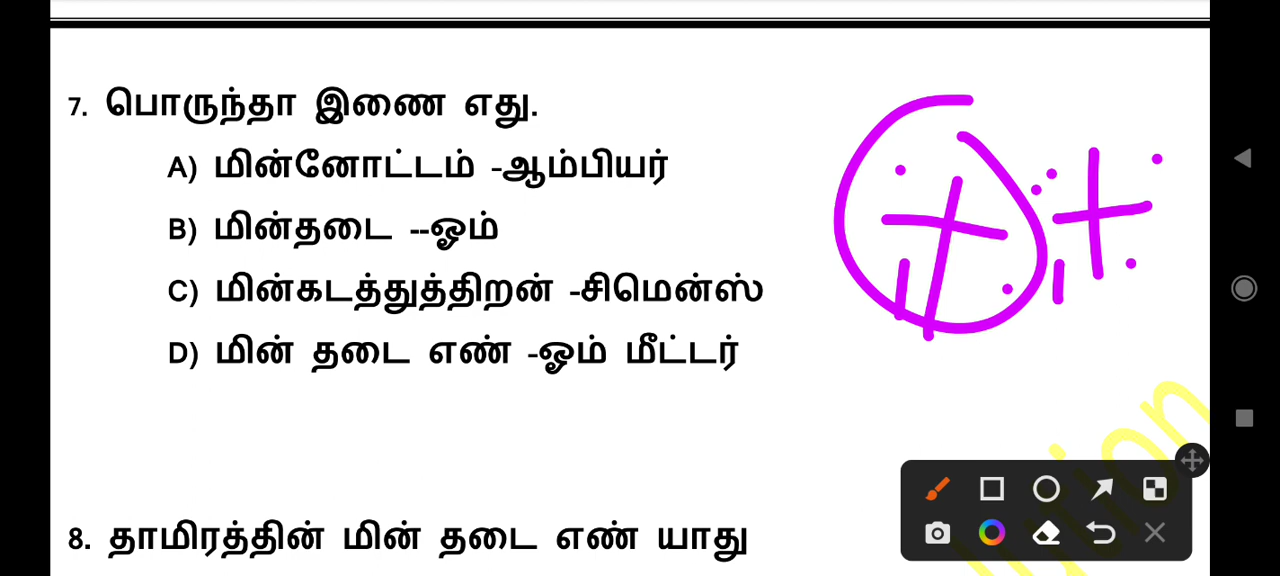 7. பொருந்தா இணை எது.
A) மின்னோட்டம் -ஆம்பியர்
B) மின்தடை --ஓம்
C) மின்கடத்துத்திறன் -சிமென்ஸ்
D) மின் தடை எண் -ஓம் மீட்டர்
8. தாமிரத்தின் மின் தடை எண் யாது